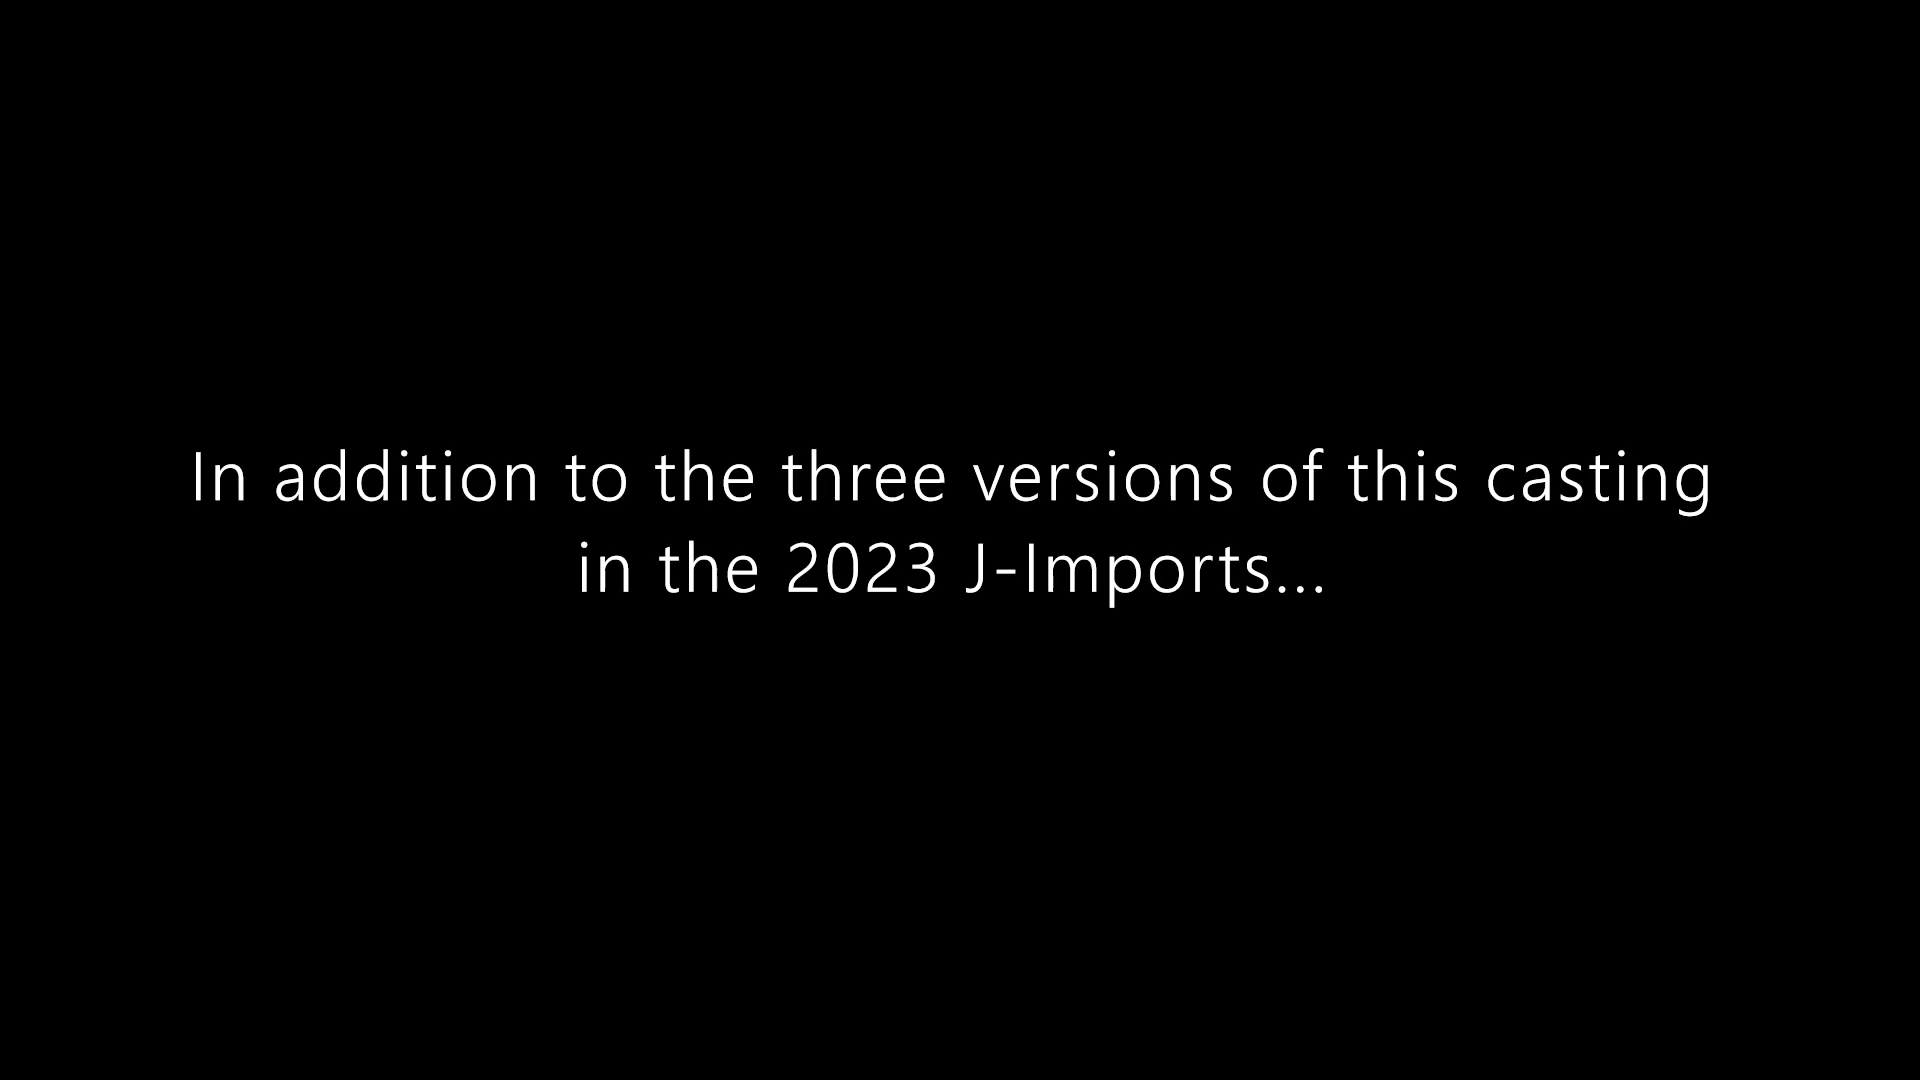 In addition to the three versions of this casting
in the 2023 J-Imports...